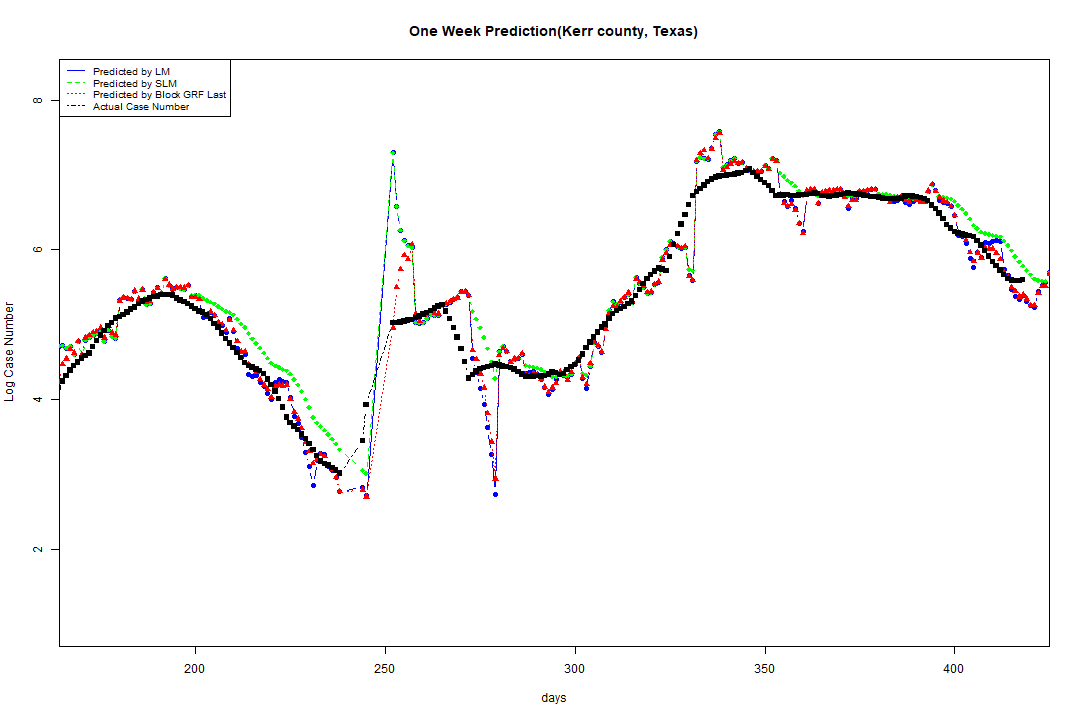 One Week Prediction(Kerr county, Texas)
Predicted by LM
Predicted by SLM
Predicted by Block GRF Last
Actual Case Number
8
6
4
2
Log Case Number
200 250 300 350 400
days